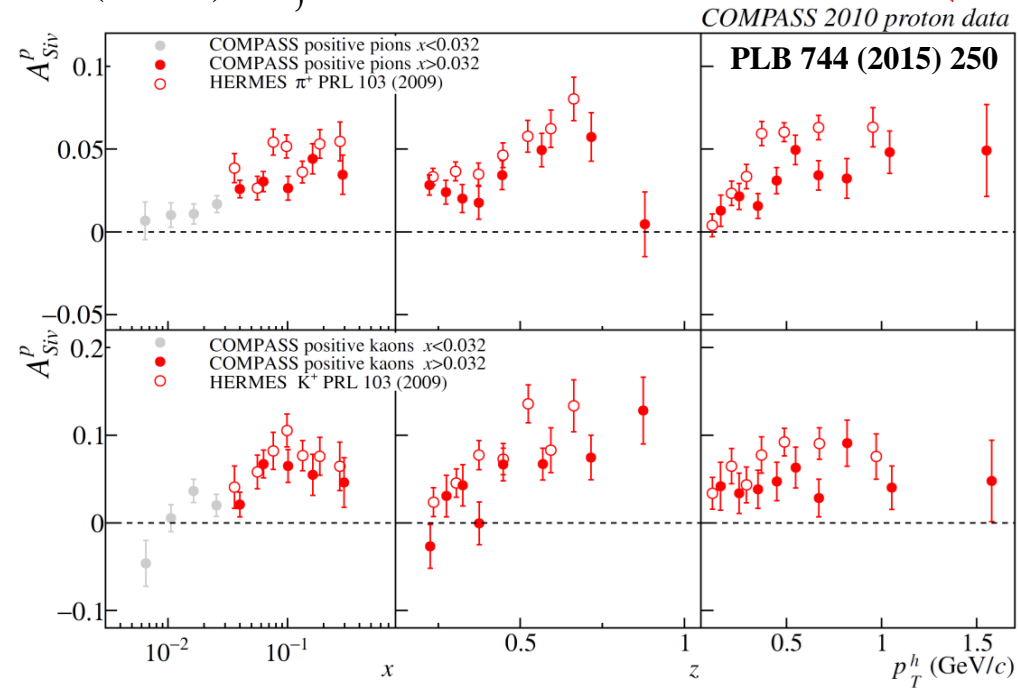 COMPASS 2010 proton data
PLB 744 (2015) 250
A^p_Siv
0.1
0.05
0
−0.05
COMPASS positive pions x<0.032
COMPASS positive pions x>0.032
HERMES π⁺ PRL 103 (2009)
A^p_Siv
0.2
0.1
0
−0.1
COMPASS positive kaons x<0.032
COMPASS positive kaons x>0.032
HERMES K⁺ PRL 103 (2009)
10⁻² 10⁻¹ 0.5 1 0.5 1 1.5
x z p_T^h (GeV/c)